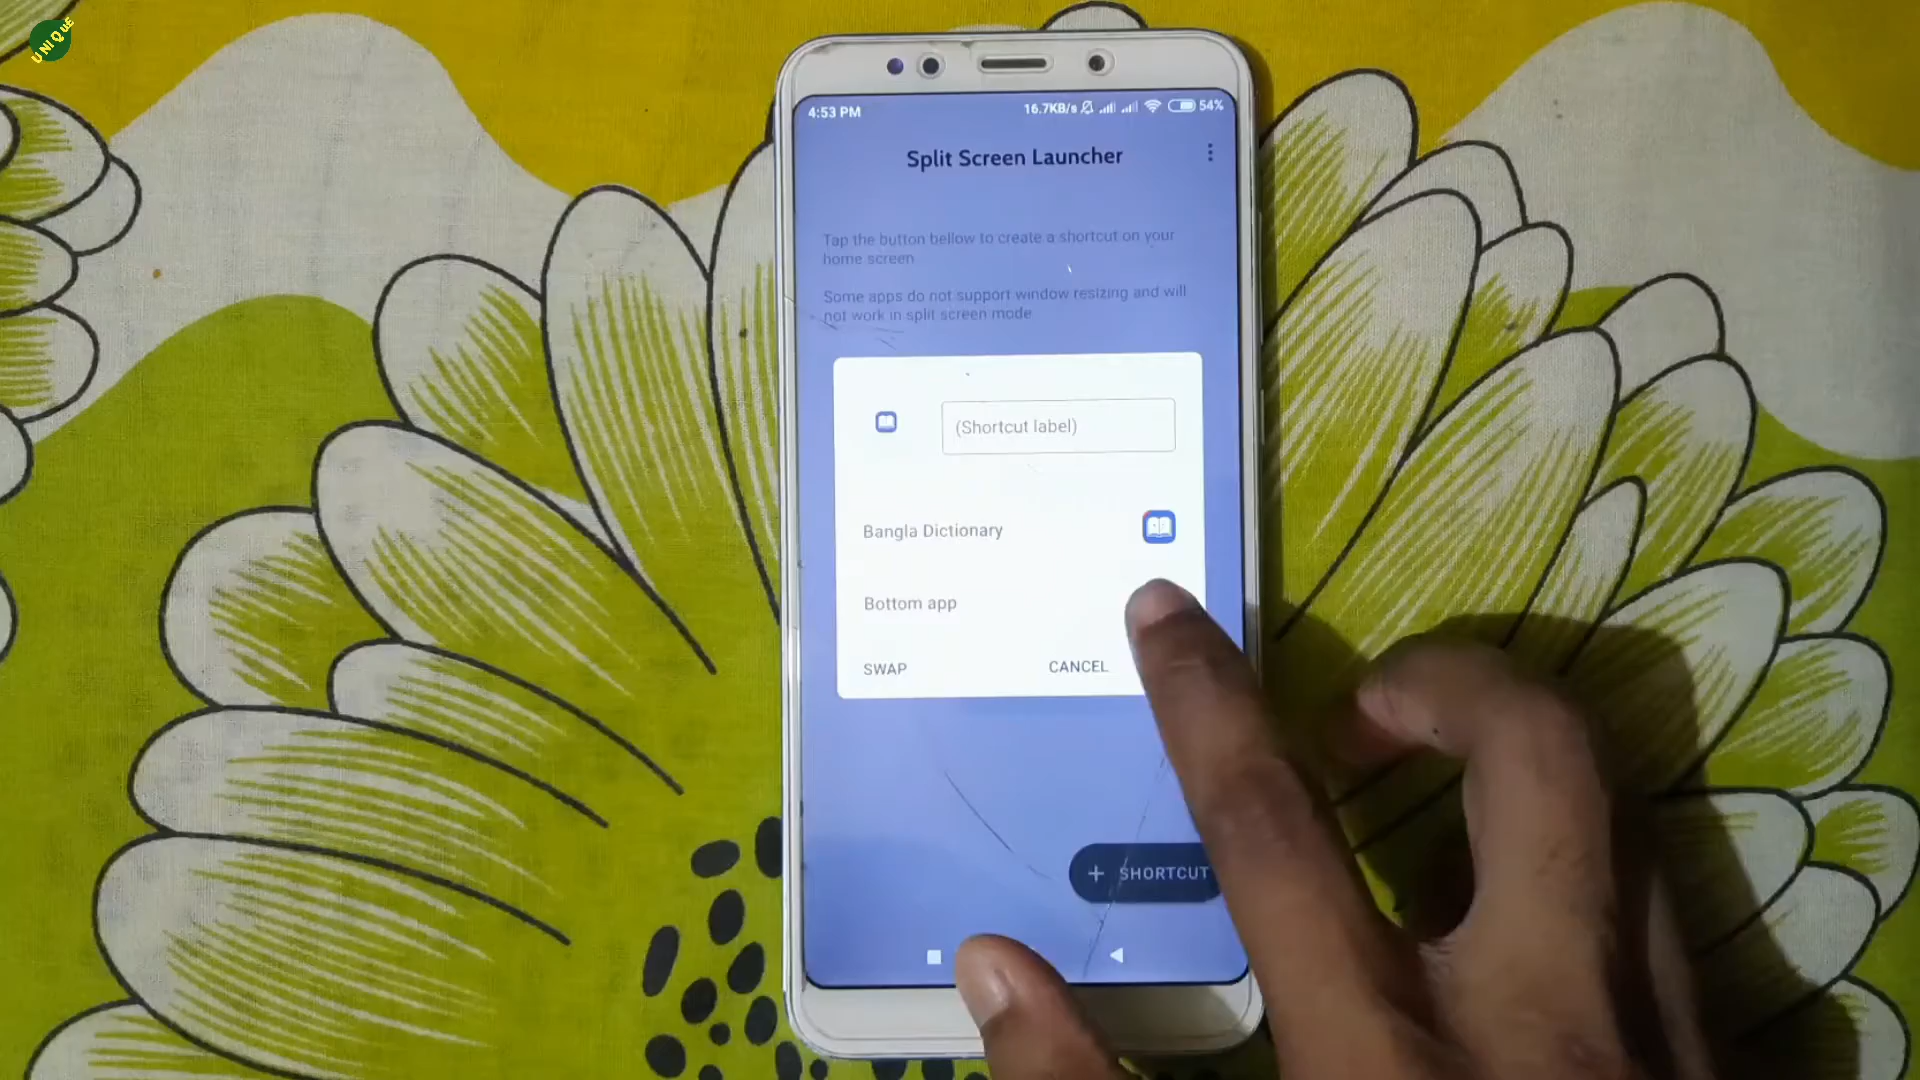 UNIQUE
4:53 PM
16.7KB/s
54%
Split Screen Launcher
Tap the button bellow to create a shortcut on your
home screen
Some apps do not support window resizing and will
not work in split screen mode
(Shortcut label)
Bangla Dictionary
Bottom app
SWAP
CANCEL
+ SHORTCUT